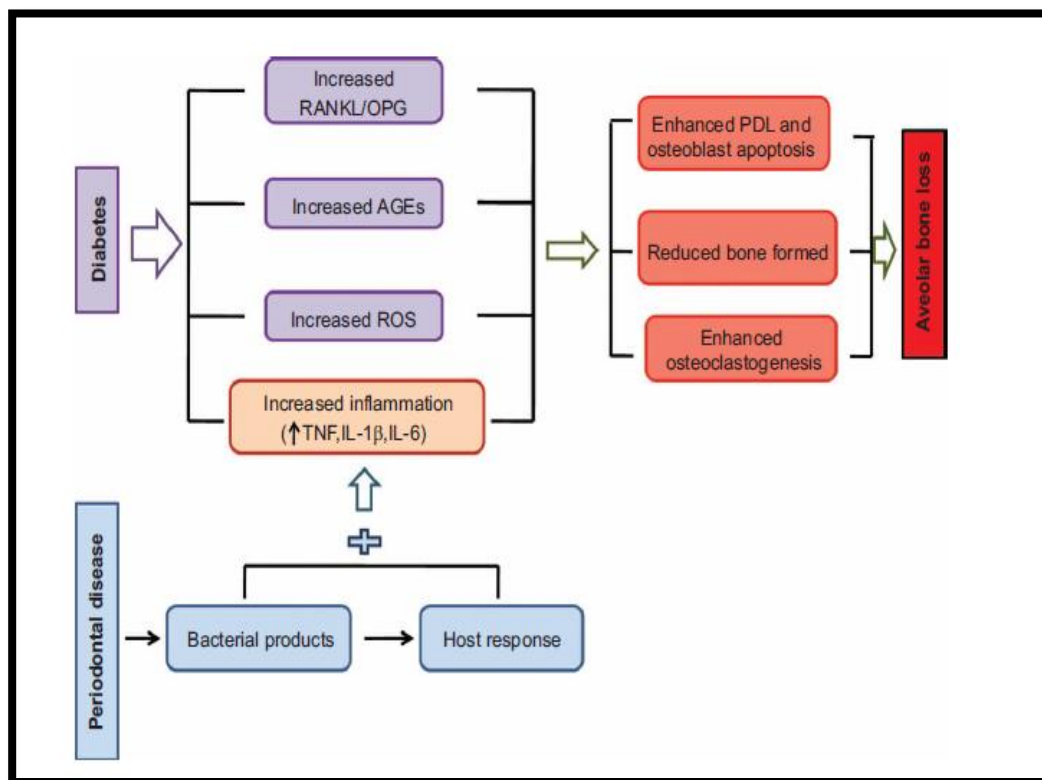 Diabetes
Increased
RANKL/OPG
Increased AGEs
Increased ROS
Increased inflammation
(↑TNF,IL-1β,IL-6)
Enhanced PDL and
osteoblast apoptosis
Reduced bone formed
Enhanced
osteoclastogenesis
Aveolar bone loss
Periodontal disease
Bacterial products
Host response